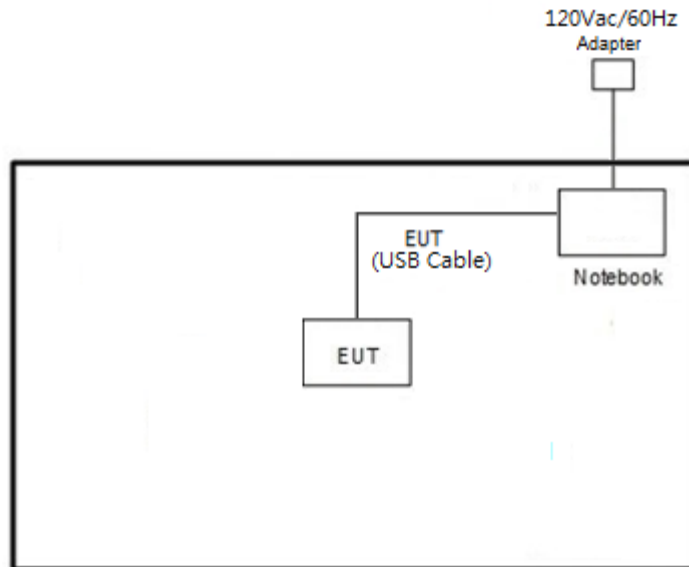 120Vac/60Hz
Adapter
EUT
(USB Cable)
Notebook
EUT